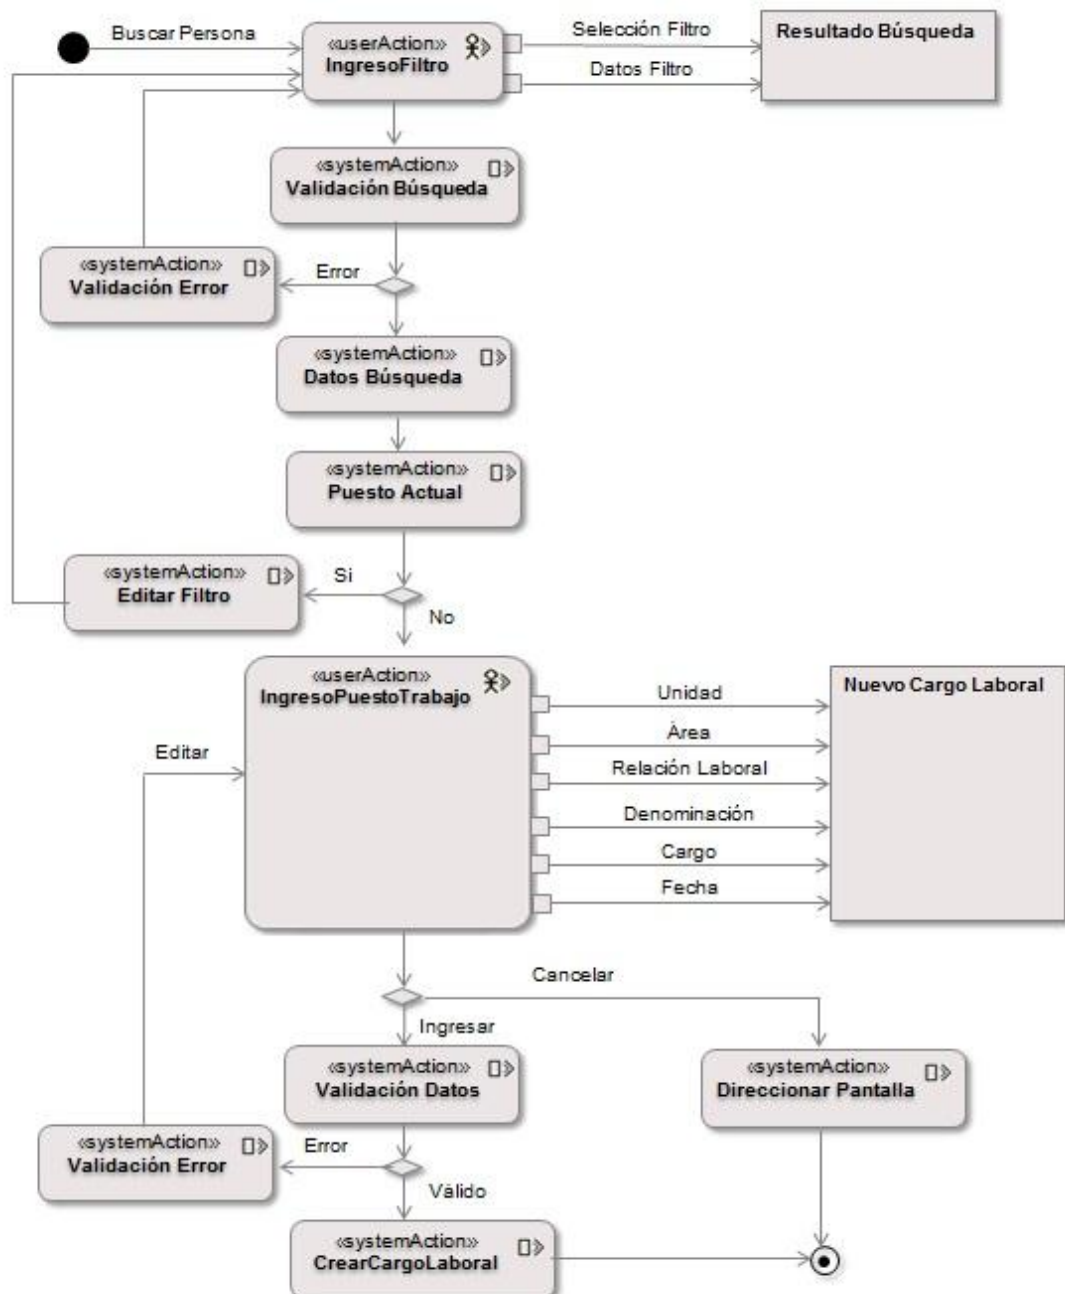 Buscar Persona
«userAction»
IngresoFiltro
Selección Filtro
Datos Filtro
Resultado Búsqueda
«systemAction»
Validación Búsqueda
«systemAction»
Validación Error
Error
«systemAction»
Datos Búsqueda
«systemAction»
Puesto Actual
«systemAction»
Editar Filtro
Si
No
«userAction»
IngresoPuestoTrabajo
Unidad
Área
Relación Laboral
Denominación
Cargo
Fecha
Nuevo Cargo Laboral
Editar
Cancelar
Ingresar
«systemAction»
Validación Datos
«systemAction»
Direccionar Pantalla
«systemAction»
Validación Error
Error
Válido
«systemAction»
CrearCargoLaboral